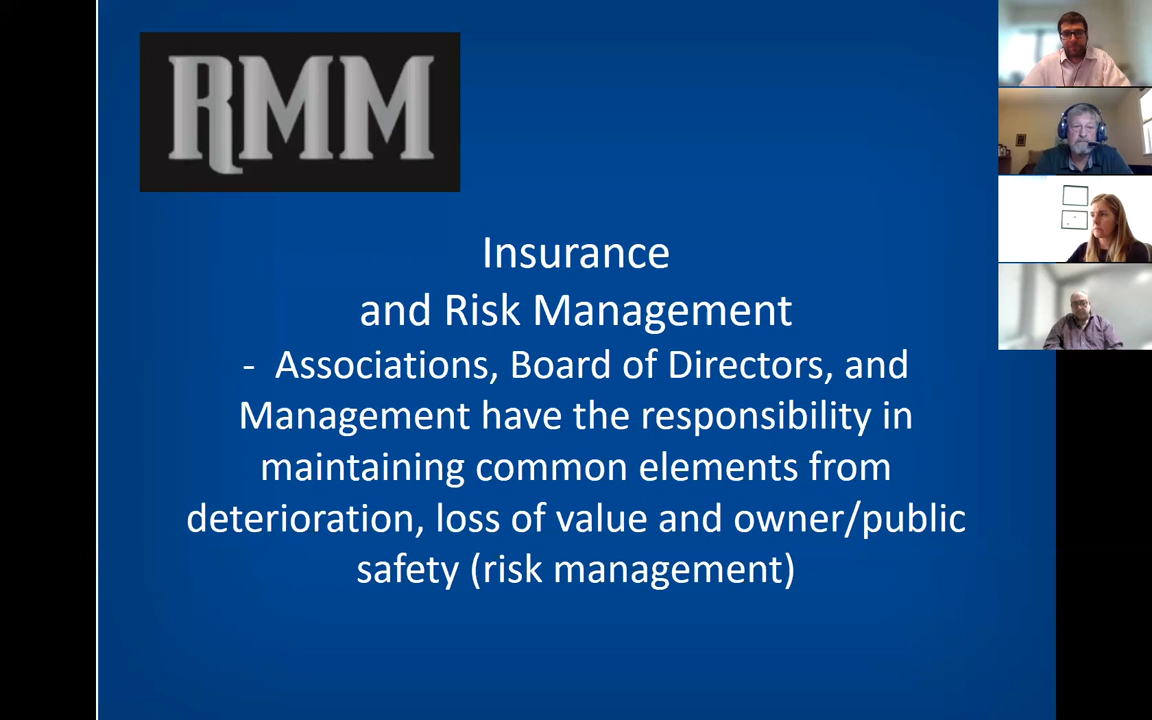 RMM
Insurance
and Risk Management
- Associations, Board of Directors, and
Management have the responsibility in
maintaining common elements from
deterioration, loss of value and owner/public
safety (risk management)